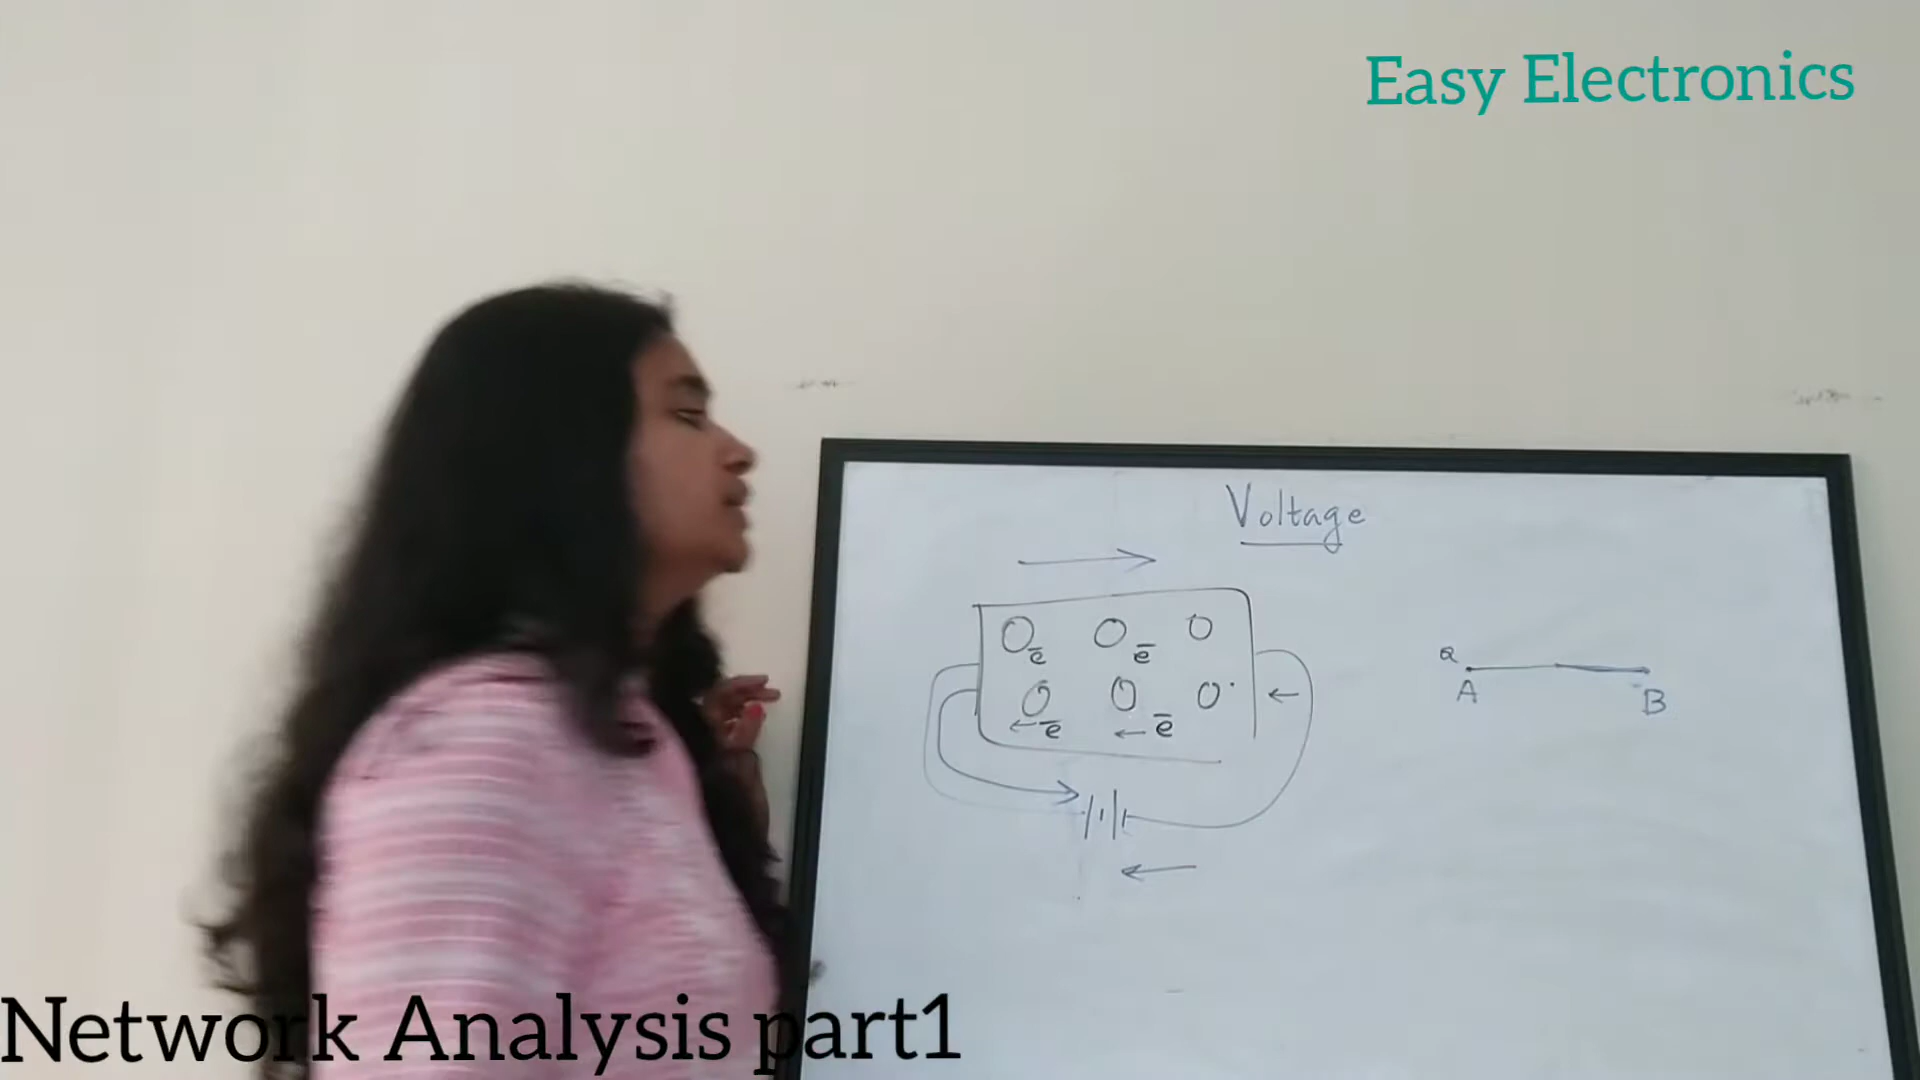 Easy Electronics
Voltage
ē ē
ē ē
Q
A B
Network Analysis part1